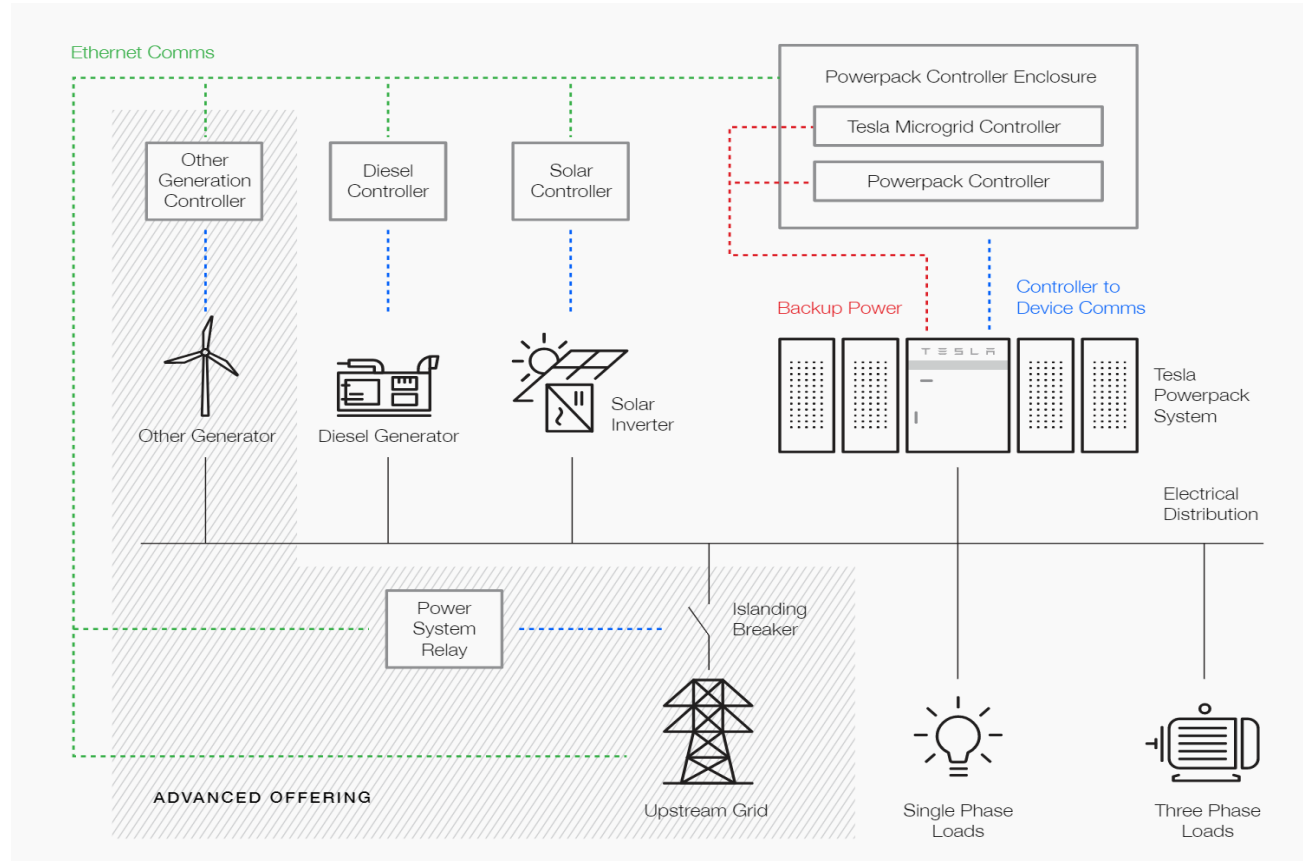 Ethernet Comms
Powerpack Controller Enclosure
Tesla Microgrid Controller
Powerpack Controller
Other
Generation
Controller
Diesel
Controller
Solar
Controller
Backup Power
Controller to
Device Comms
TESLA
Tesla
Powerpack
System
Other Generator
Diesel Generator
Solar
Inverter
Electrical
Distribution
Power
System
Relay
Islanding
Breaker
ADVANCED OFFERING
Upstream Grid
Single Phase
Loads
Three Phase
Loads